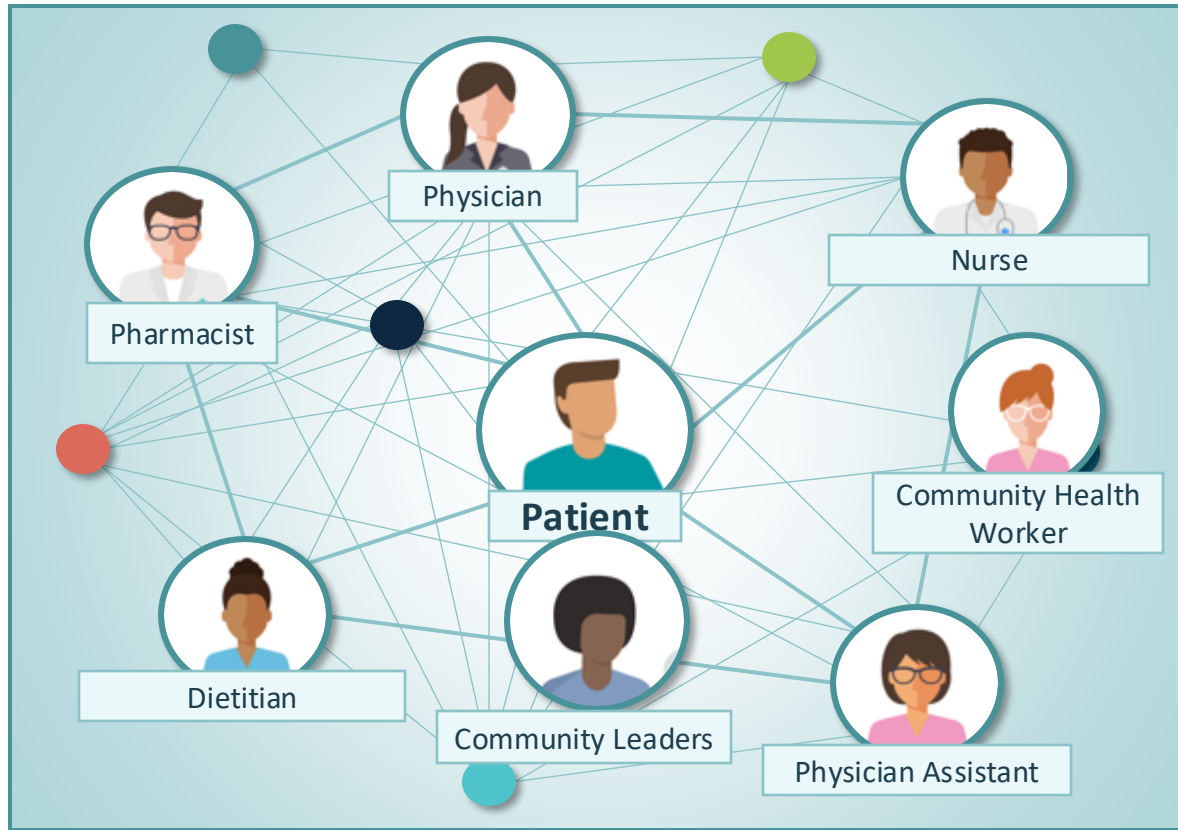 Physician
Nurse
Pharmacist
Community Health
Worker
Patient
Dietitian
Community Leaders
Physician Assistant